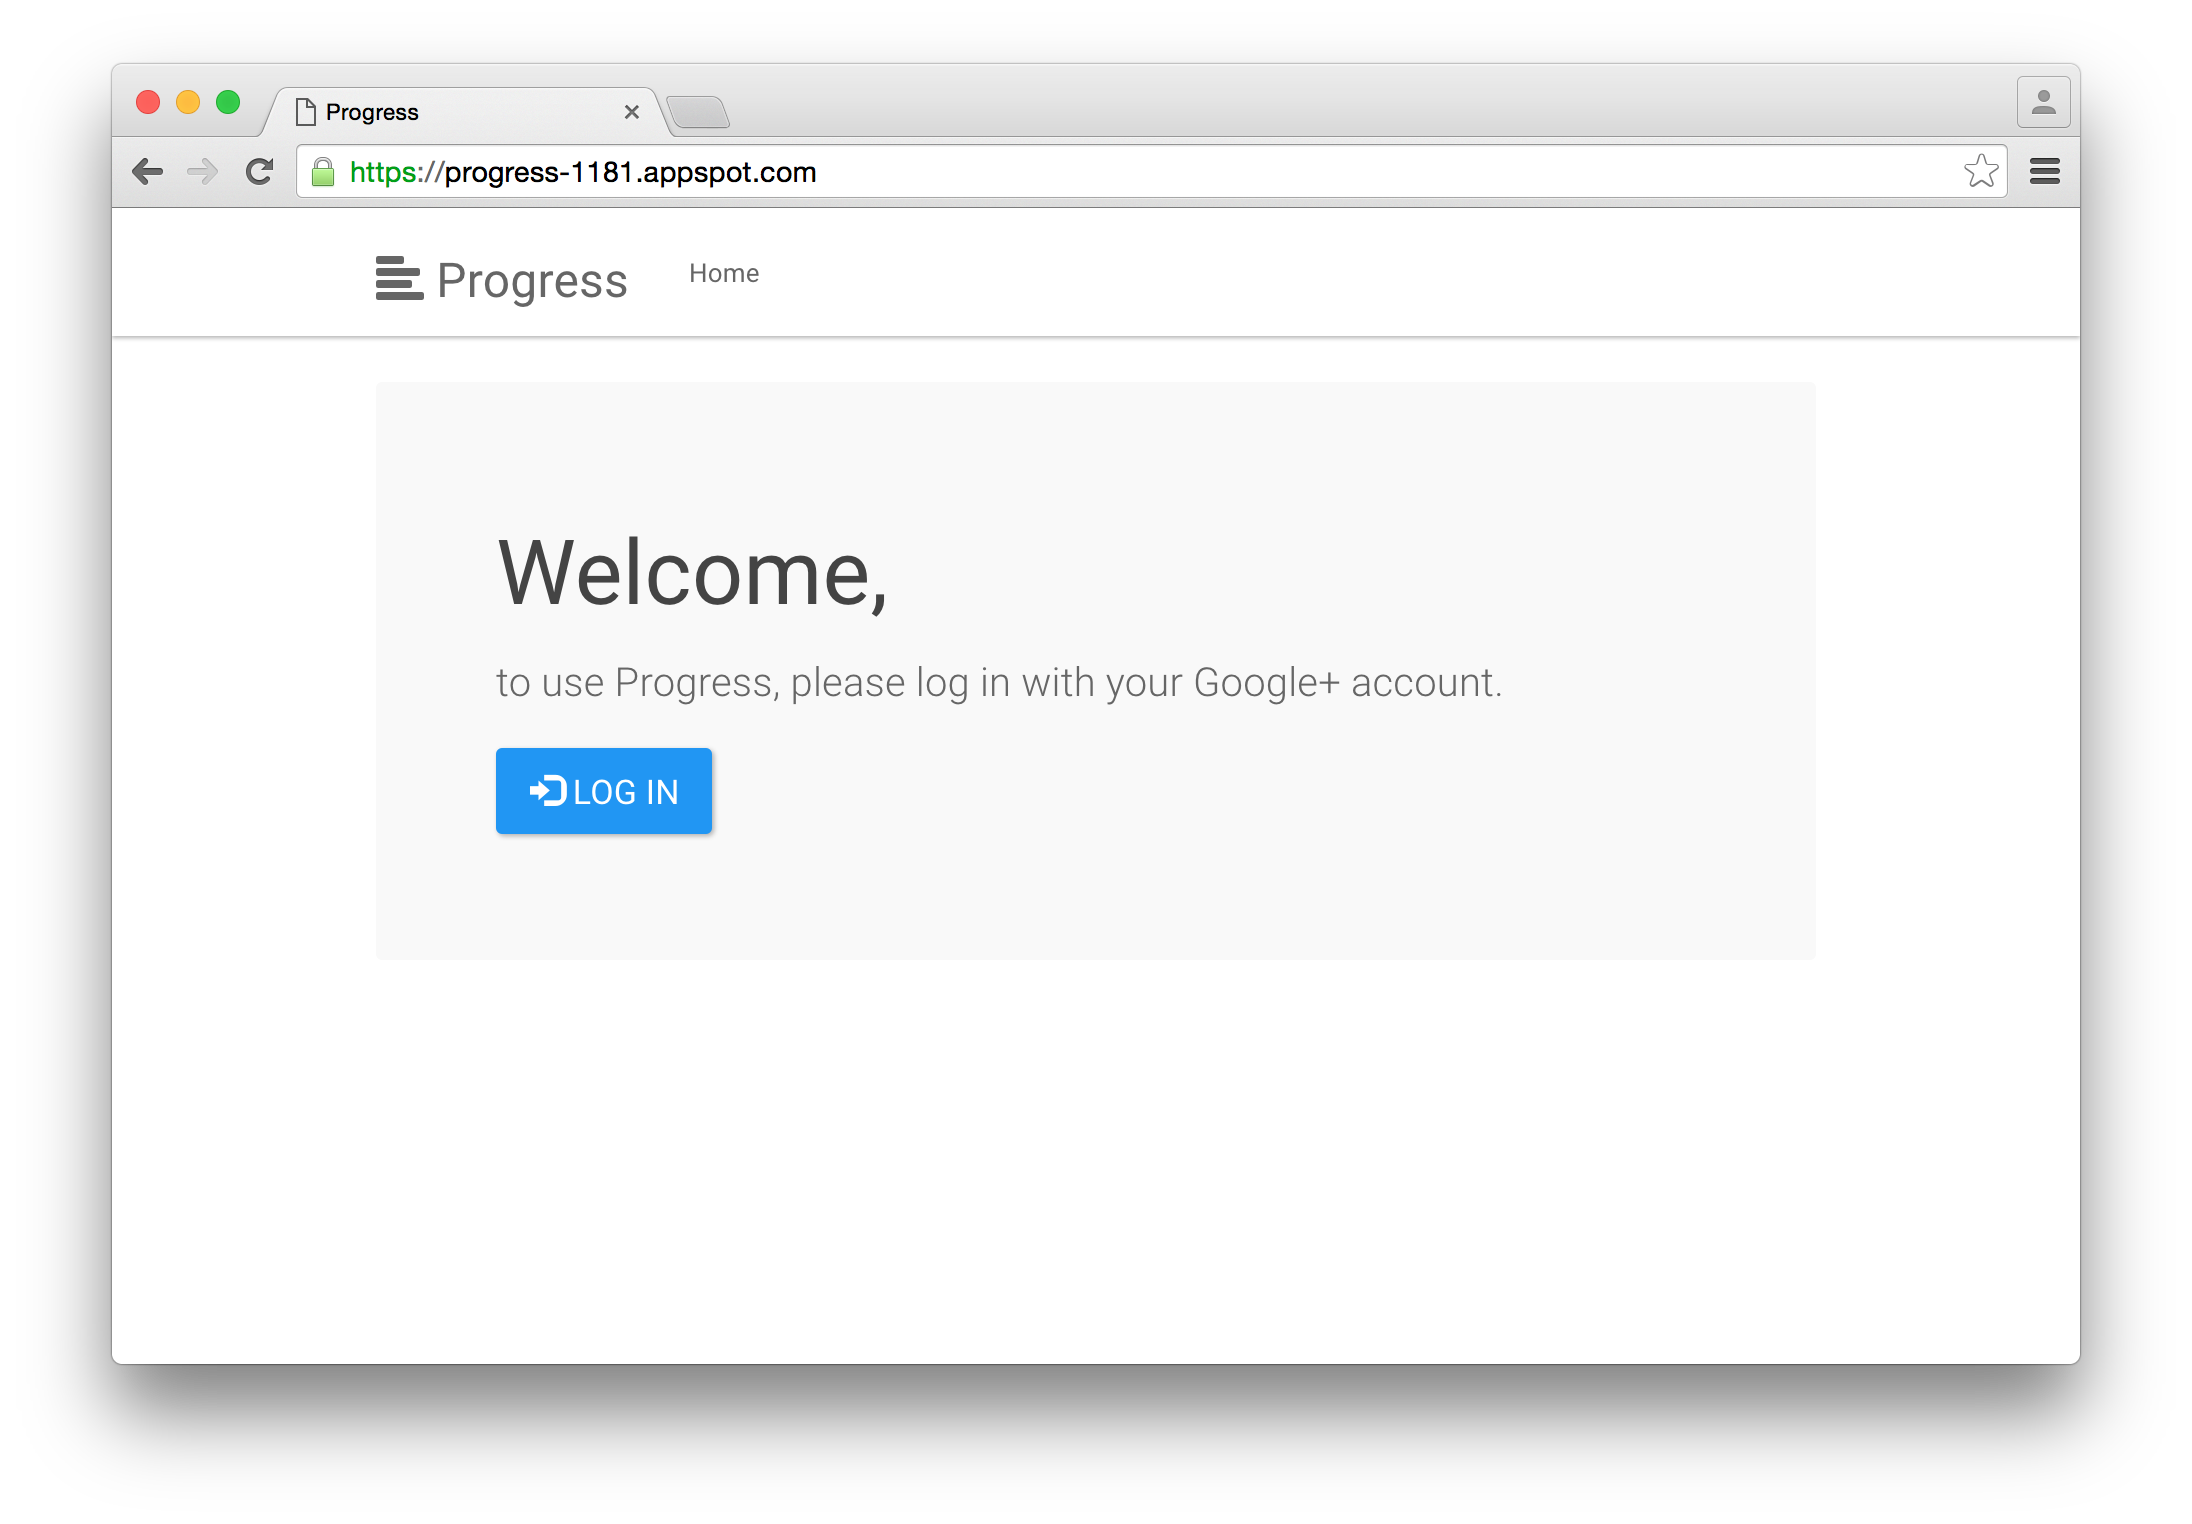 Progress
https://progress-1181.appspot.com
Progress Home
Welcome,
to use Progress, please log in with your Google+ account.
LOG IN